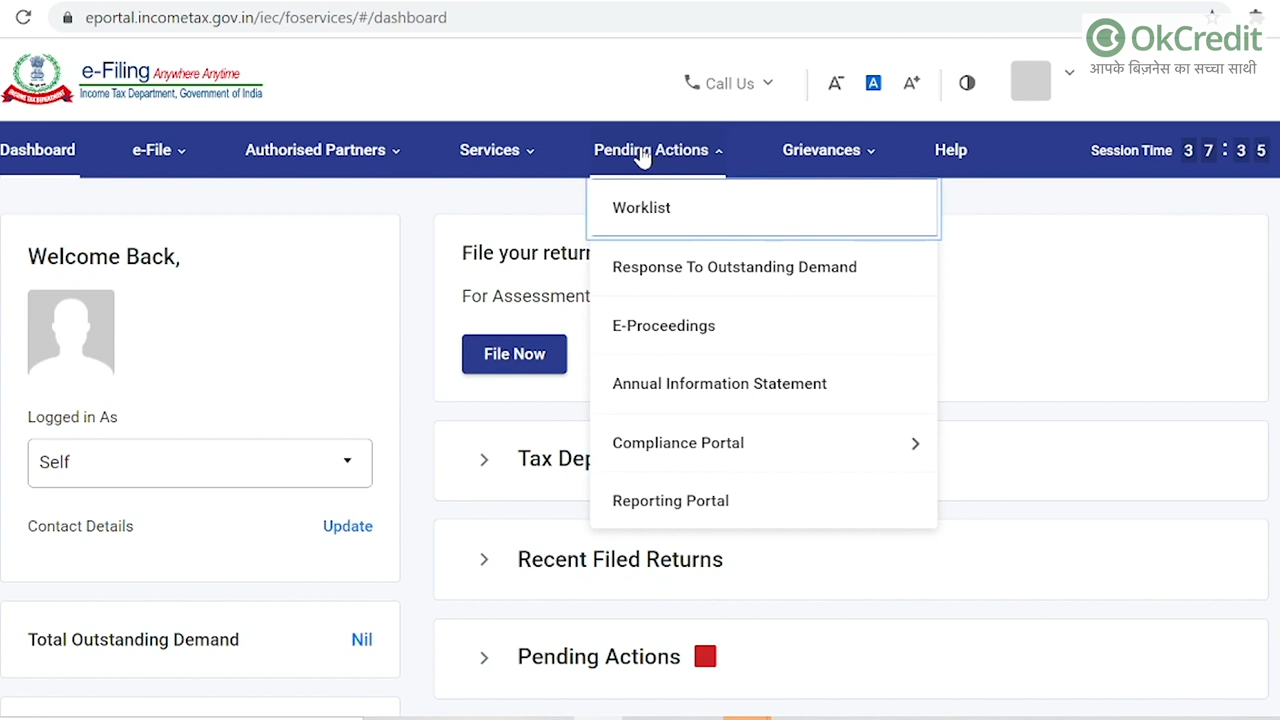 eportal.incometax.gov.in/iec/foservices/#/dashboard
OkCredit
आपके बिज़नेस का सच्चा साथी
e-Filing Anywhere Anytime
Income Tax Department, Government of India
Call Us
A- A A+
Dashboard e-File Authorised Partners Services Pending Actions Grievances Help Session Time 3 7 : 3 5
Worklist
Response To Outstanding Demand
E-Proceedings
Annual Information Statement
Compliance Portal
Reporting Portal
Welcome Back,
Logged in As
Self
Contact Details Update
Total Outstanding Demand Nil
File your return
For Assessment
File Now
Tax Dep
Recent Filed Returns
Pending Actions